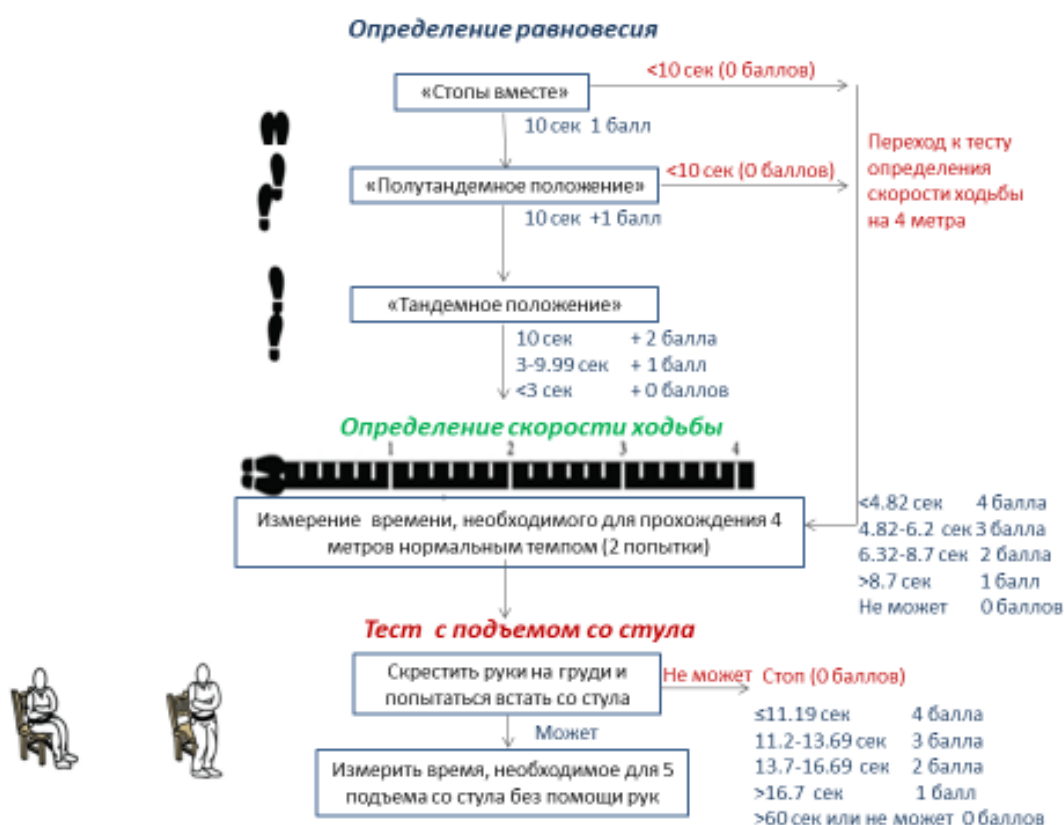 Определение равновесия
<10 сек (0 баллов)
«Стопы вместе»
10 сек 1 балл
Переход к тесту
определения
скорости ходьбы
на 4 метра
<10 сек (0 баллов)
«Полутандемное положение»
10 сек +1 балл
«Тандемное положение»
10 сек + 2 балла
3-9.99 сек + 1 балл
<3 сек + 0 баллов
Определение скорости ходьбы
1 2 3 4
Измерение времени, необходимого для прохождения 4
метров нормальным темпом (2 попытки)
<4.82 сек 4 балла
4.82-6.2 сек 3 балла
6.32-8.7 сек 2 балла
>8.7 сек 1 балл
Не может 0 баллов
Тест с подъемом со стула
Скрестить руки на груди и
попытаться встать со стула
Не может Стоп (0 баллов)
Может
Измерить время, необходимое для 5
подъема со стула без помощи рук
≤11.19 сек 4 балла
11.2-13.69 сек 3 балла
13.7-16.69 сек 2 балла
>16.7 сек 1 балл
>60 сек или не может 0 баллов